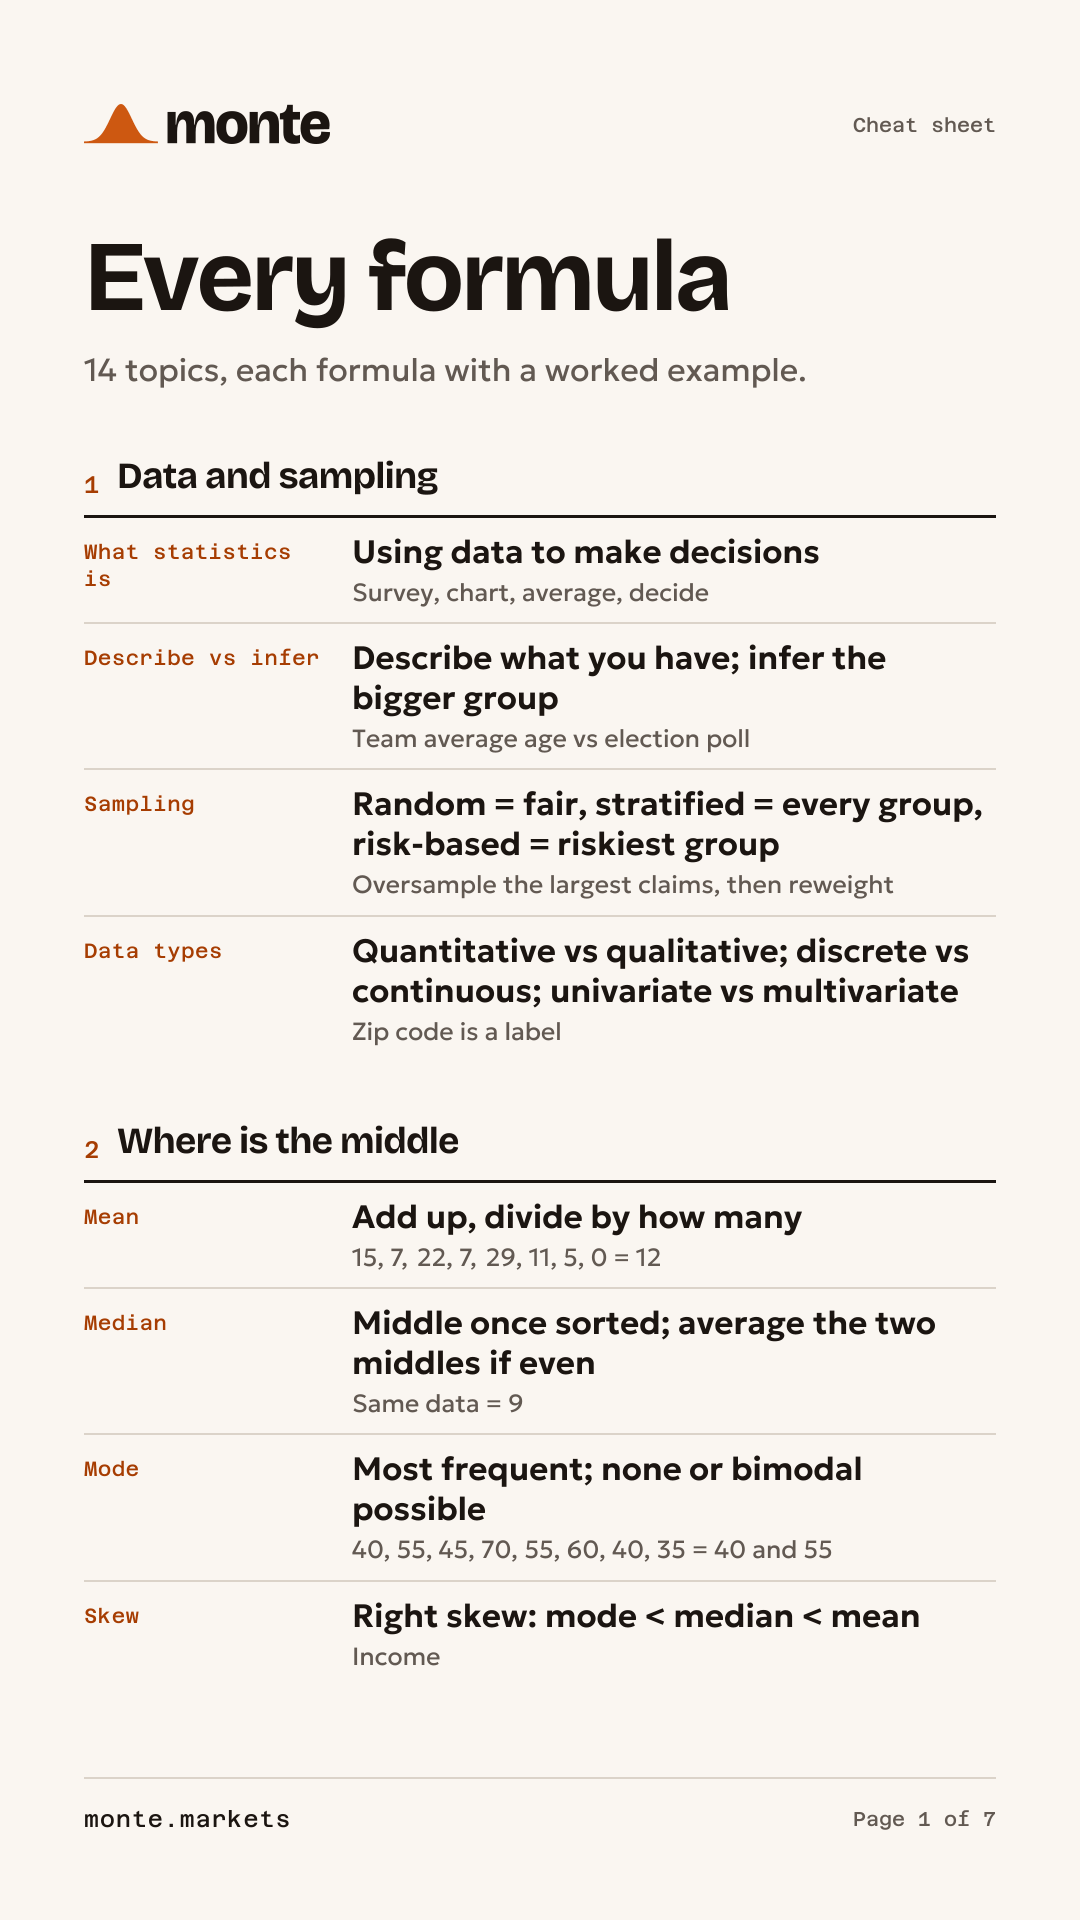 monte
Cheat sheet
Every formula
14 topics, each formula with a worked example.
1 Data and sampling
What statistics
is
Using data to make decisions
Survey, chart, average, decide
Describe vs infer
Describe what you have; infer the
bigger group
Team average age vs election poll
Sampling
Random = fair, stratified = every group,
risk-based = riskiest group
Oversample the largest claims, then reweight
Data types
Quantitative vs qualitative; discrete vs
continuous; univariate vs multivariate
Zip code is a label
2 Where is the middle
Mean
Add up, divide by how many
15, 7, 22, 7, 29, 11, 5, 0 = 12
Median
Middle once sorted; average the two
middles if even
Same data = 9
Mode
Most frequent; none or bimodal
possible
40, 55, 45, 70, 55, 60, 40, 35 = 40 and 55
Skew
Right skew: mode < median < mean
Income
monte.markets
Page 1 of 7